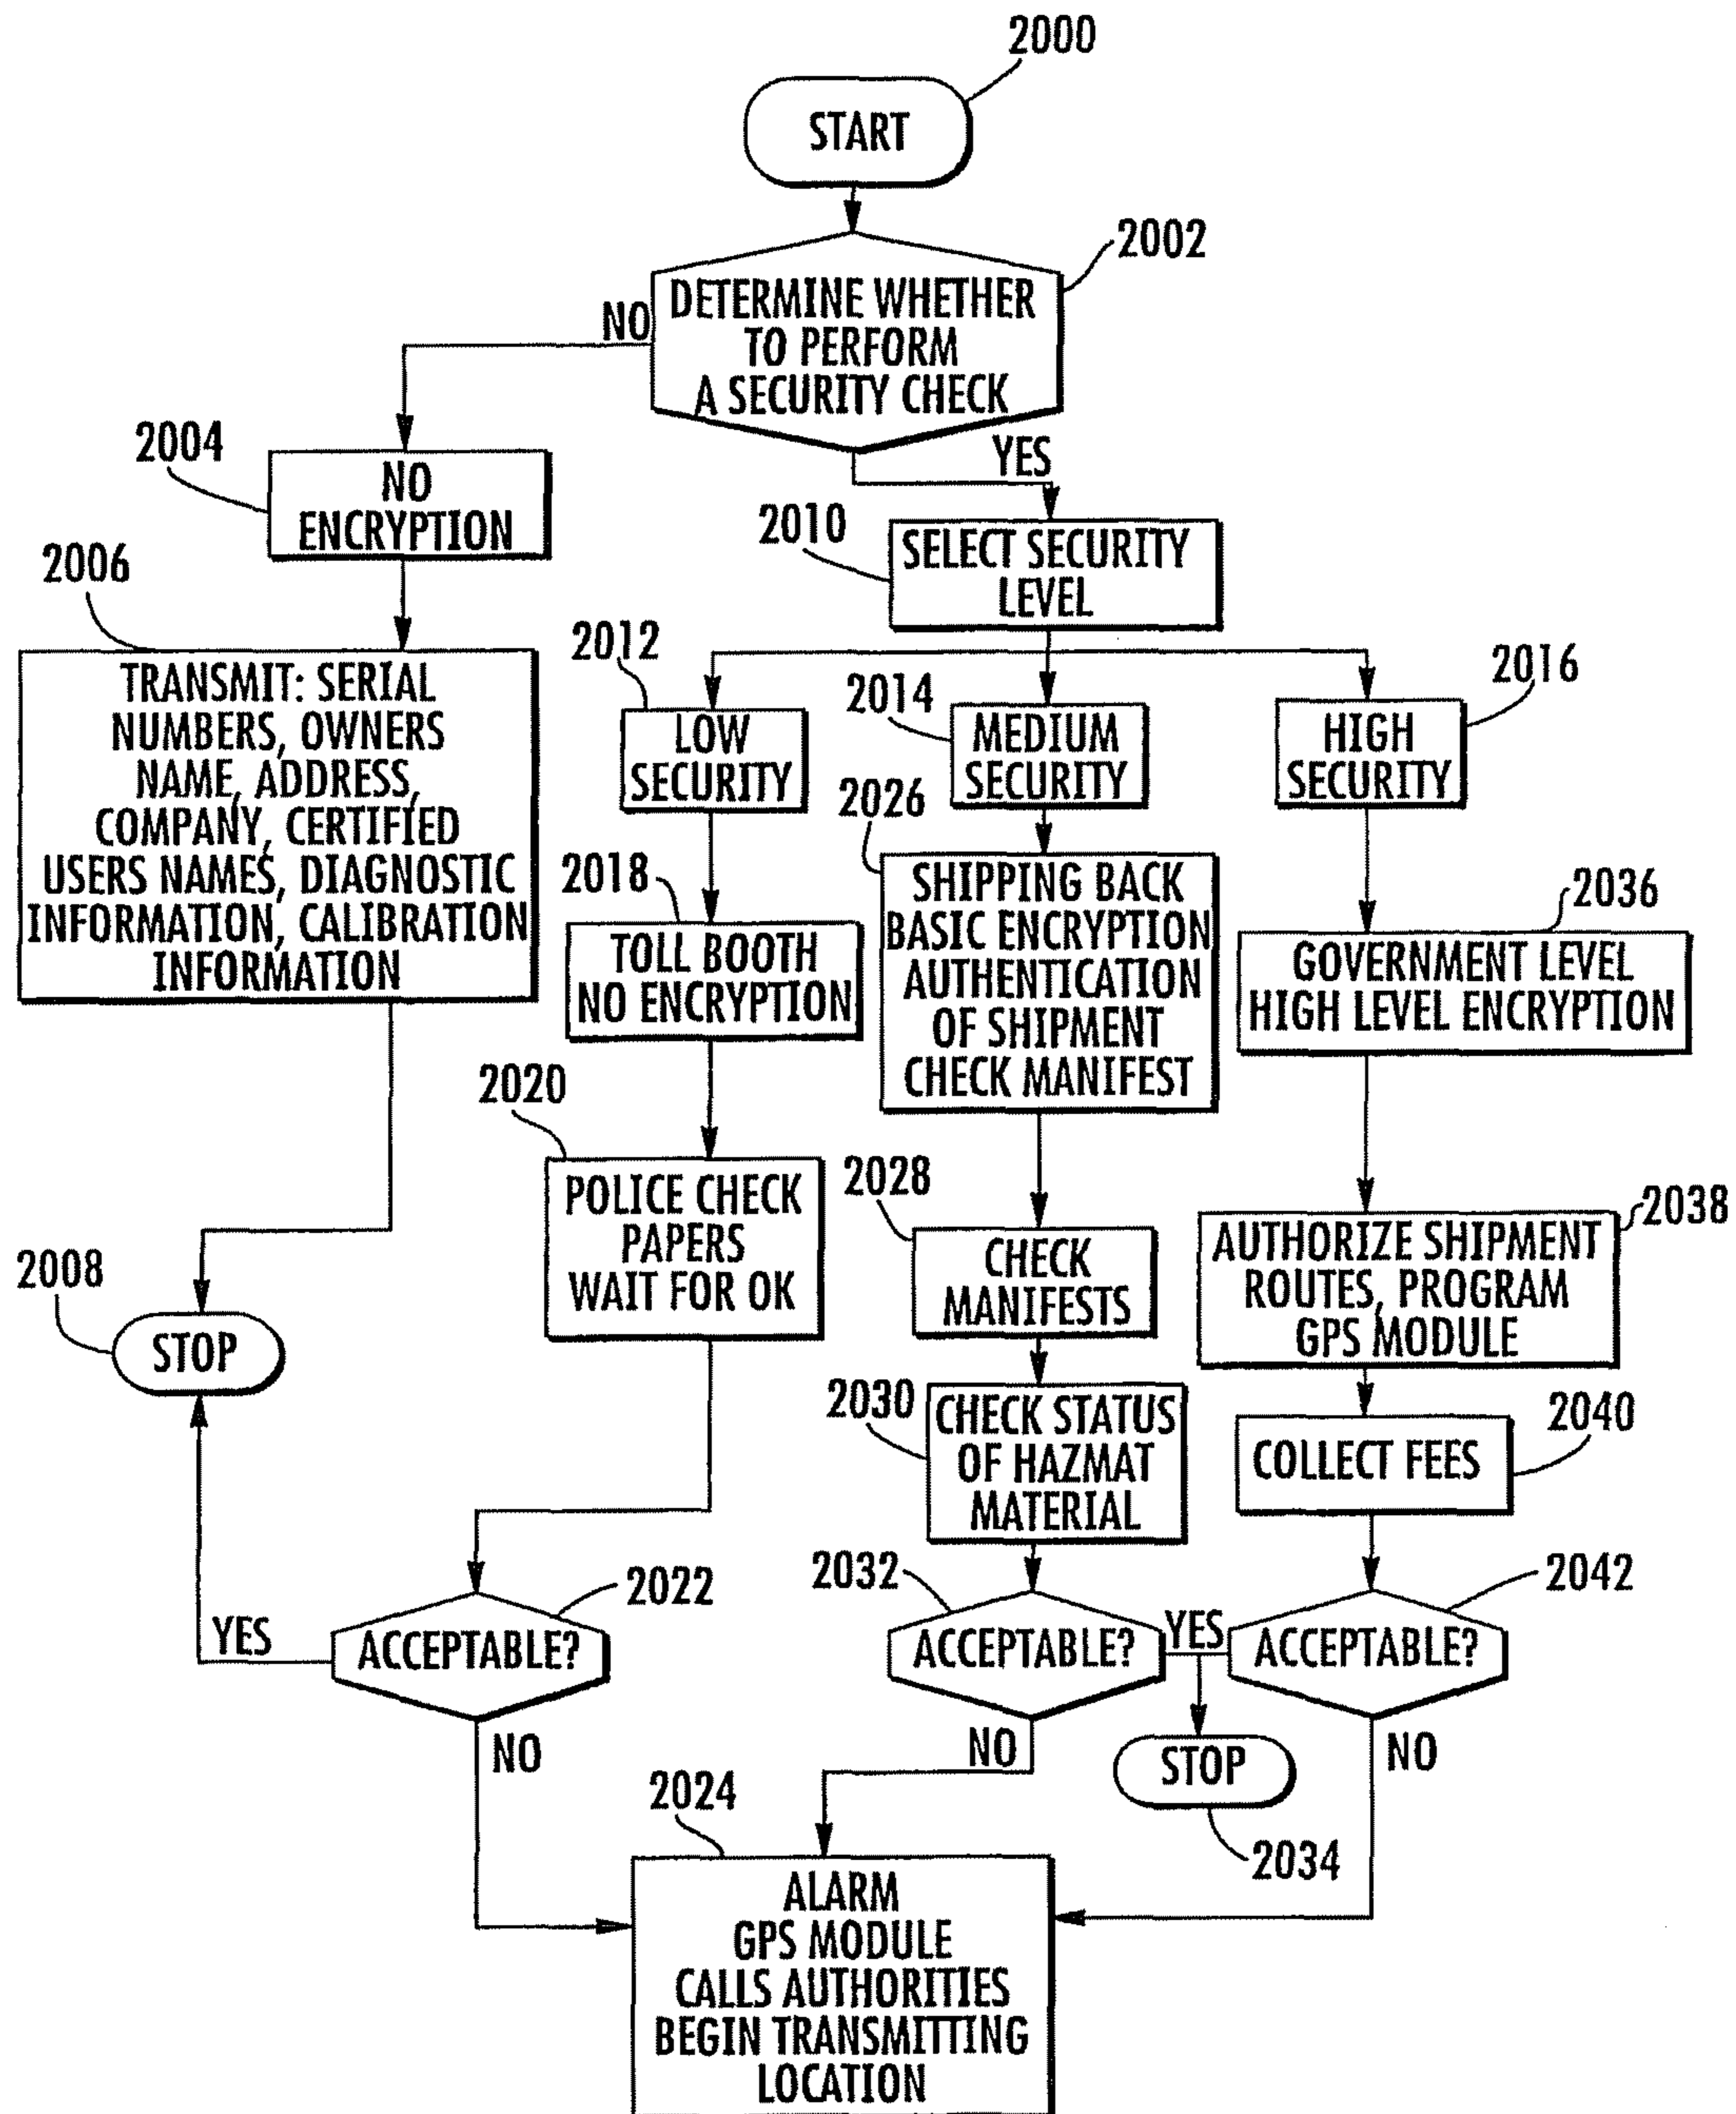 2000
START
2002
DETERMINE WHETHER
TO PERFORM
A SECURITY CHECK
NO
YES
2004
NO
ENCRYPTION
2010
SELECT SECURITY
LEVEL
2006
TRANSMIT: SERIAL
NUMBERS, OWNERS
NAME, ADDRESS,
COMPANY, CERTIFIED
USERS NAMES, DIAGNOSTIC
INFORMATION, CALIBRATION
INFORMATION
2012
LOW
SECURITY
2014
MEDIUM
SECURITY
2016
HIGH
SECURITY
2018
TOLL BOOTH
NO ENCRYPTION
2026
SHIPPING BACK
BASIC ENCRYPTION
AUTHENTICATION
OF SHIPMENT
CHECK MANIFEST
2036
GOVERNMENT LEVEL
HIGH LEVEL ENCRYPTION
2020
POLICE CHECK
PAPERS
WAIT FOR OK
2028
CHECK
MANIFESTS
2038
AUTHORIZE SHIPMENT
ROUTES, PROGRAM
GPS MODULE
2008
STOP
2030
CHECK STATUS
OF HAZMAT
MATERIAL
2040
COLLECT FEES
2022
ACCEPTABLE?
YES
NO
2032
ACCEPTABLE?
YES
2042
ACCEPTABLE?
NO
NO
STOP
2034
2024
ALARM
GPS MODULE
CALLS AUTHORITIES
BEGIN TRANSMITTING
LOCATION